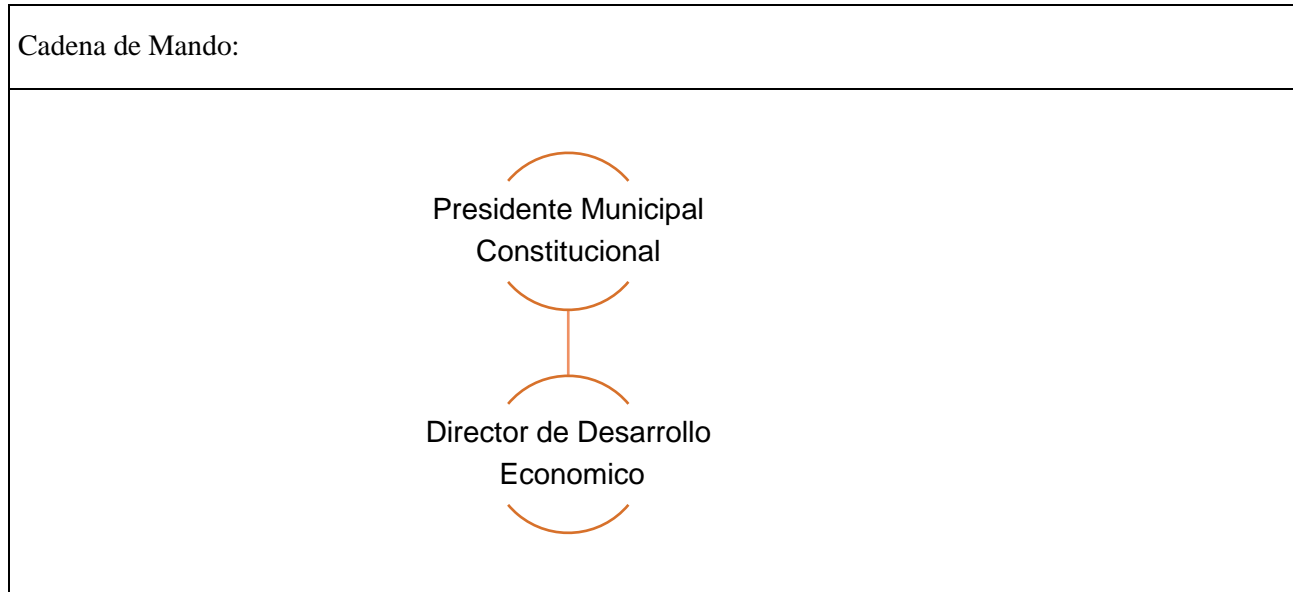 Cadena de Mando:
Presidente Municipal
Constitucional
Director de Desarrollo
Economico